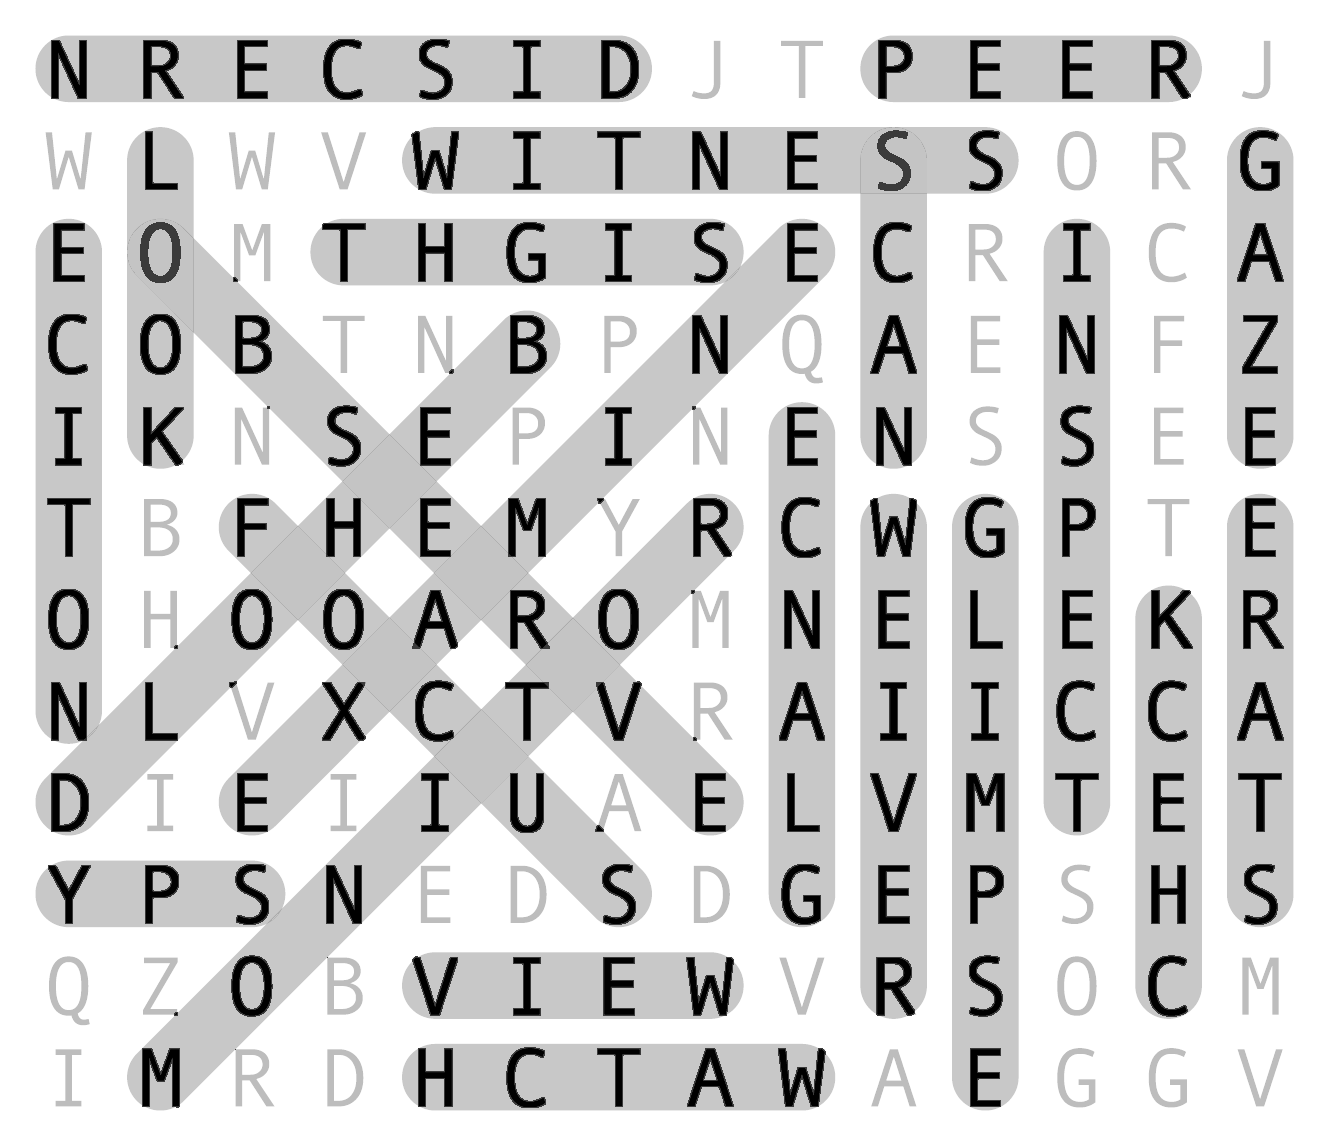 N R E C S I D J T P E E R J
W L W V W I T N E S S O R G
E O M T H G I S E C R I C A
C O B T N B P N Q A E N F Z
I K N S E P I N E N S S E E
T B F H E M Y R C W G P T E
O H O O A R O M N E L E K R
N L V X C T V R A I I C C A
D I E I I U A E L V M T E T
Y P S N E D S D G E P S H S
Q Z O B V I E W V R S O C M
I M R D H C T A W A E G G V